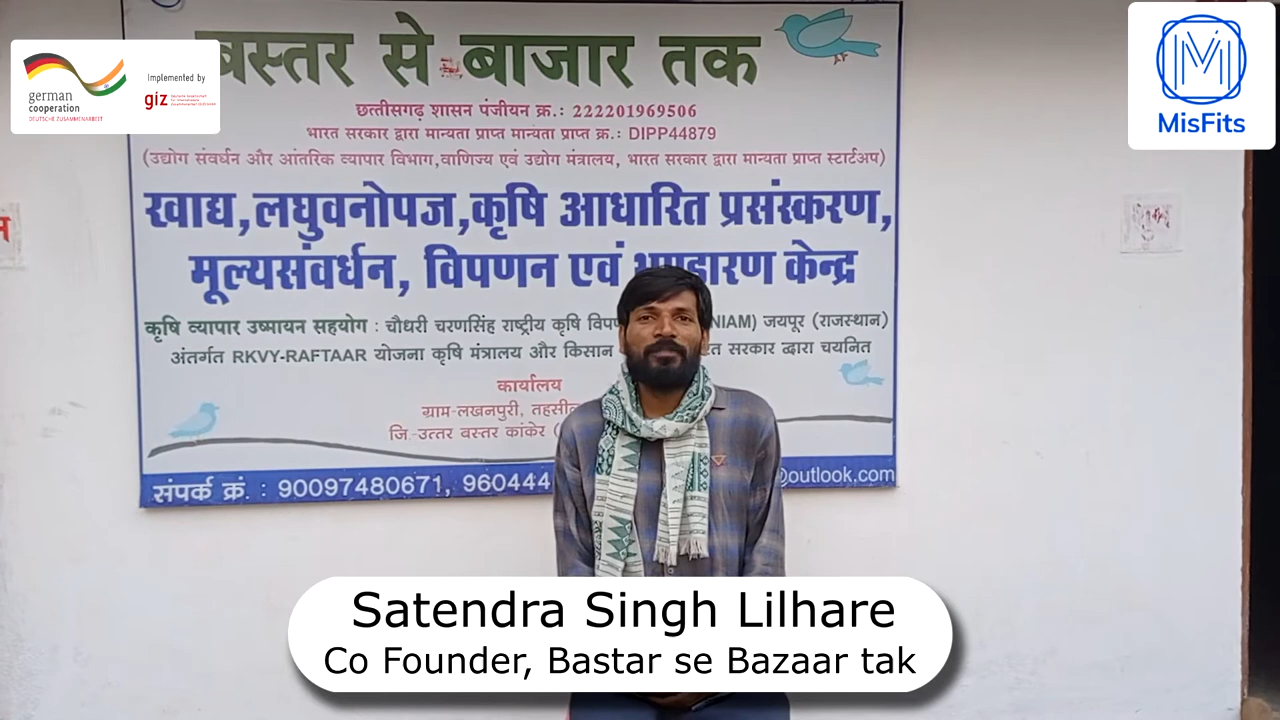 बस्तर से बाजार तक
छत्तीसगढ़ शासन पंजीयन क्र.: 222201969506
भारत सरकार द्वारा मान्यता प्राप्त मान्यता प्राप्त क्र.: DIPP44879
(उद्योग संवर्धन और आंतरिक व्यापार विभाग,वाणिज्य एवं उद्योग मंत्रालय, भारत सरकार द्वारा मान्यता प्राप्त स्टार्टअप)
खाद्य,लघुवनोपज,कृषि आधारित प्रसंस्करण,
मूल्यसंवर्धन, विपणन एवं भण्डारण केन्द्र
कृषि व्यापार उष्मायन सहयोग : चौधरी चरणसिंह राष्ट्रीय कृषि NIAM) जयपूर (राजस्थान)
अंतर्गत RKVY-RAFTAAR योजना कृषि मंत्रालय और किसान सरकार द्वारा चयनित
कार्यालय
ग्राम-लखनपुरी,
जि.-उत्तर बस्तर कांकेर
संपर्क क्रं. : 90097480671, 960444 @outlook.com
german
cooperation
DEUTSCHE ZUSAMMENARBEIT
Implemented by
giz
MisFits
Satendra Singh Lilhare
Co Founder, Bastar se Bazaar tak